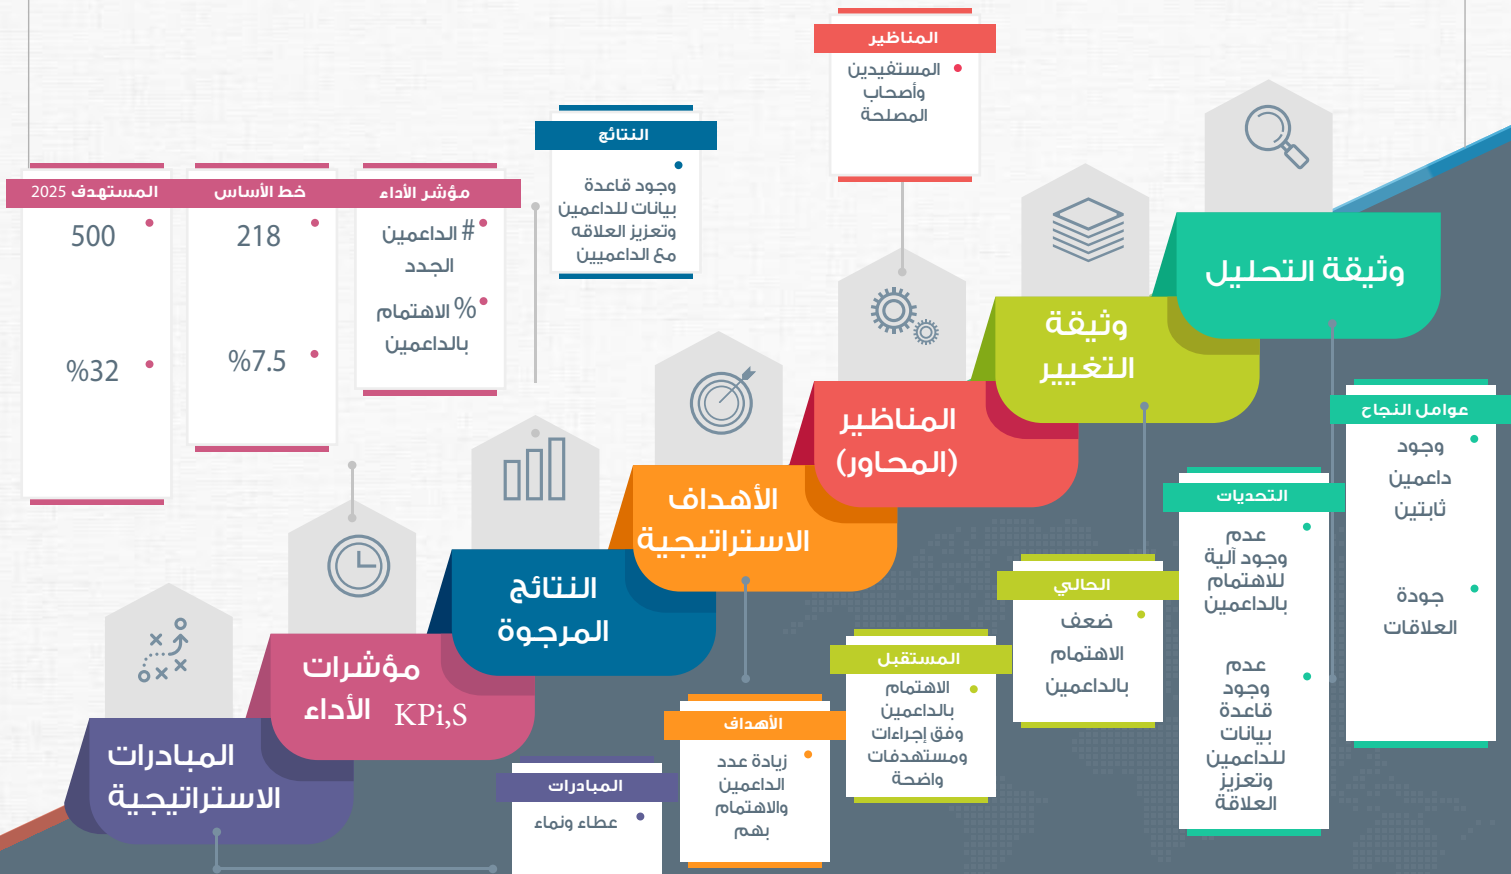 وثيقة التحليل
عوامل النجاح
وجود
داعمين
ثابتين
جودة
العلاقات
التحديات
عدم
وجود آلية
للاهتمام
بالداعمين
عدم
وجود
قاعدة
بيانات
للداعمين
وتعزيز
العلاقة
وثيقة
التغيير
الحالي
ضعف
الاهتمام
بالداعمين
المستقبل
الاهتمام
بالداعمين
وفق إجراءات
ومستهدفات
واضحة
المناظير
(المحاور)
المناظير
المستفيدين
وأصحاب
المصلحة
الأهداف
الاستراتيجية
الأهداف
زيادة عدد
الداعمين
والاهتمام
بهم
النتائج
المرجوة
النتائج
وجود قاعدة
بيانات للداعمين
وتعزيز العلاقه
مع الداعميين
مؤشرات
الأداء KPi,S
مؤشر الأداء
# الداعمين
الجدد
% الاهتمام
بالداعمين
خط الأساس
218
%7.5
المستهدف 2025
500
%32
المبادرات
الاستراتيجية
المبادرات
عطاء ونماء